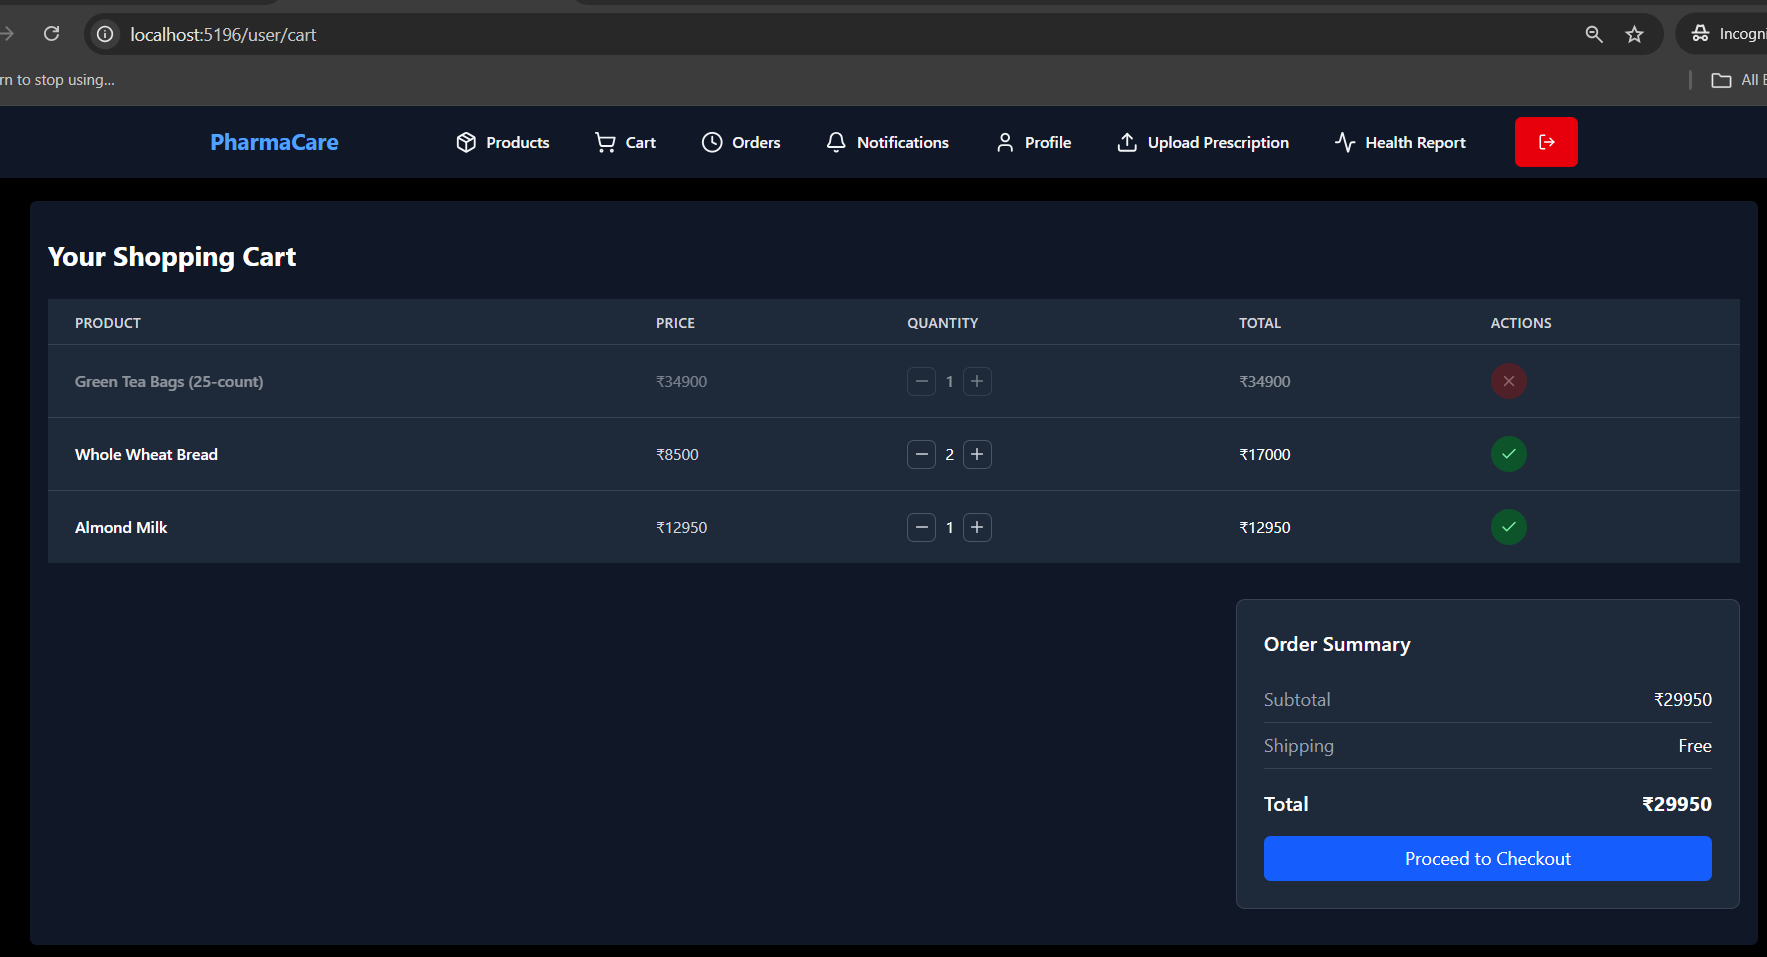 localhost:5196/user/cart
Incogni
rn to stop using...
All
PharmaCare
Products
Cart
Orders
Notifications
Profile
Upload Prescription
Health Report
Your Shopping Cart
PRODUCT PRICE QUANTITY TOTAL ACTIONS
Green Tea Bags (25-count) ₹34900 1 ₹34900
Whole Wheat Bread ₹8500 2 ₹17000
Almond Milk ₹12950 1 ₹12950
Order Summary
Subtotal ₹29950
Shipping Free
Total ₹29950
Proceed to Checkout